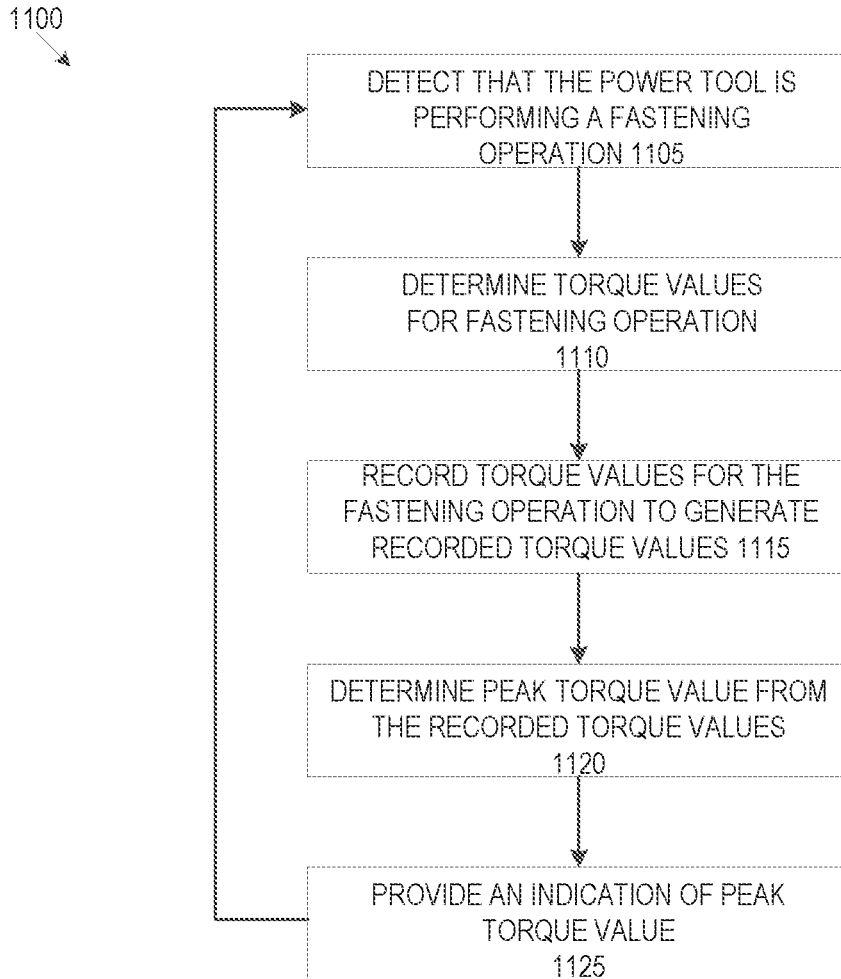 1100
DETECT THAT THE POWER TOOL IS
PERFORMING A FASTENING
OPERATION 1105
DETERMINE TORQUE VALUES
FOR FASTENING OPERATION
1110
RECORD TORQUE VALUES FOR THE
FASTENING OPERATION TO GENERATE
RECORDED TORQUE VALUES 1115
DETERMINE PEAK TORQUE VALUE FROM
THE RECORDED TORQUE VALUES
1120
PROVIDE AN INDICATION OF PEAK
TORQUE VALUE
1125